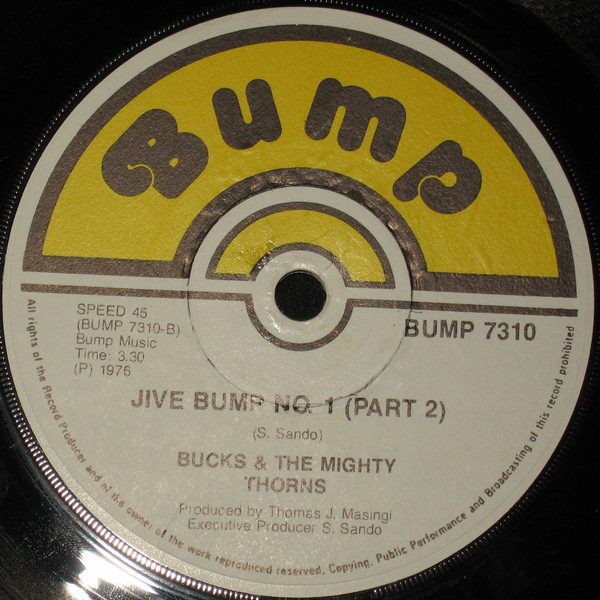 Bump
SPEED 45
(BUMP 7310-B)
Bump Music
Time: 3.30
(P) 1976
BUMP 7310
JIVE BUMP NO. 1 (PART 2)
(S. Sando)
BUCKS & THE MIGHTY
THORNS
Produced by Thomas J. Masingi
Executive Producer S. Sando
All rights of the Record Producer and of the owner of the work reproduced reserved. Copying, Public Performance and Broadcasting of this record prohibited